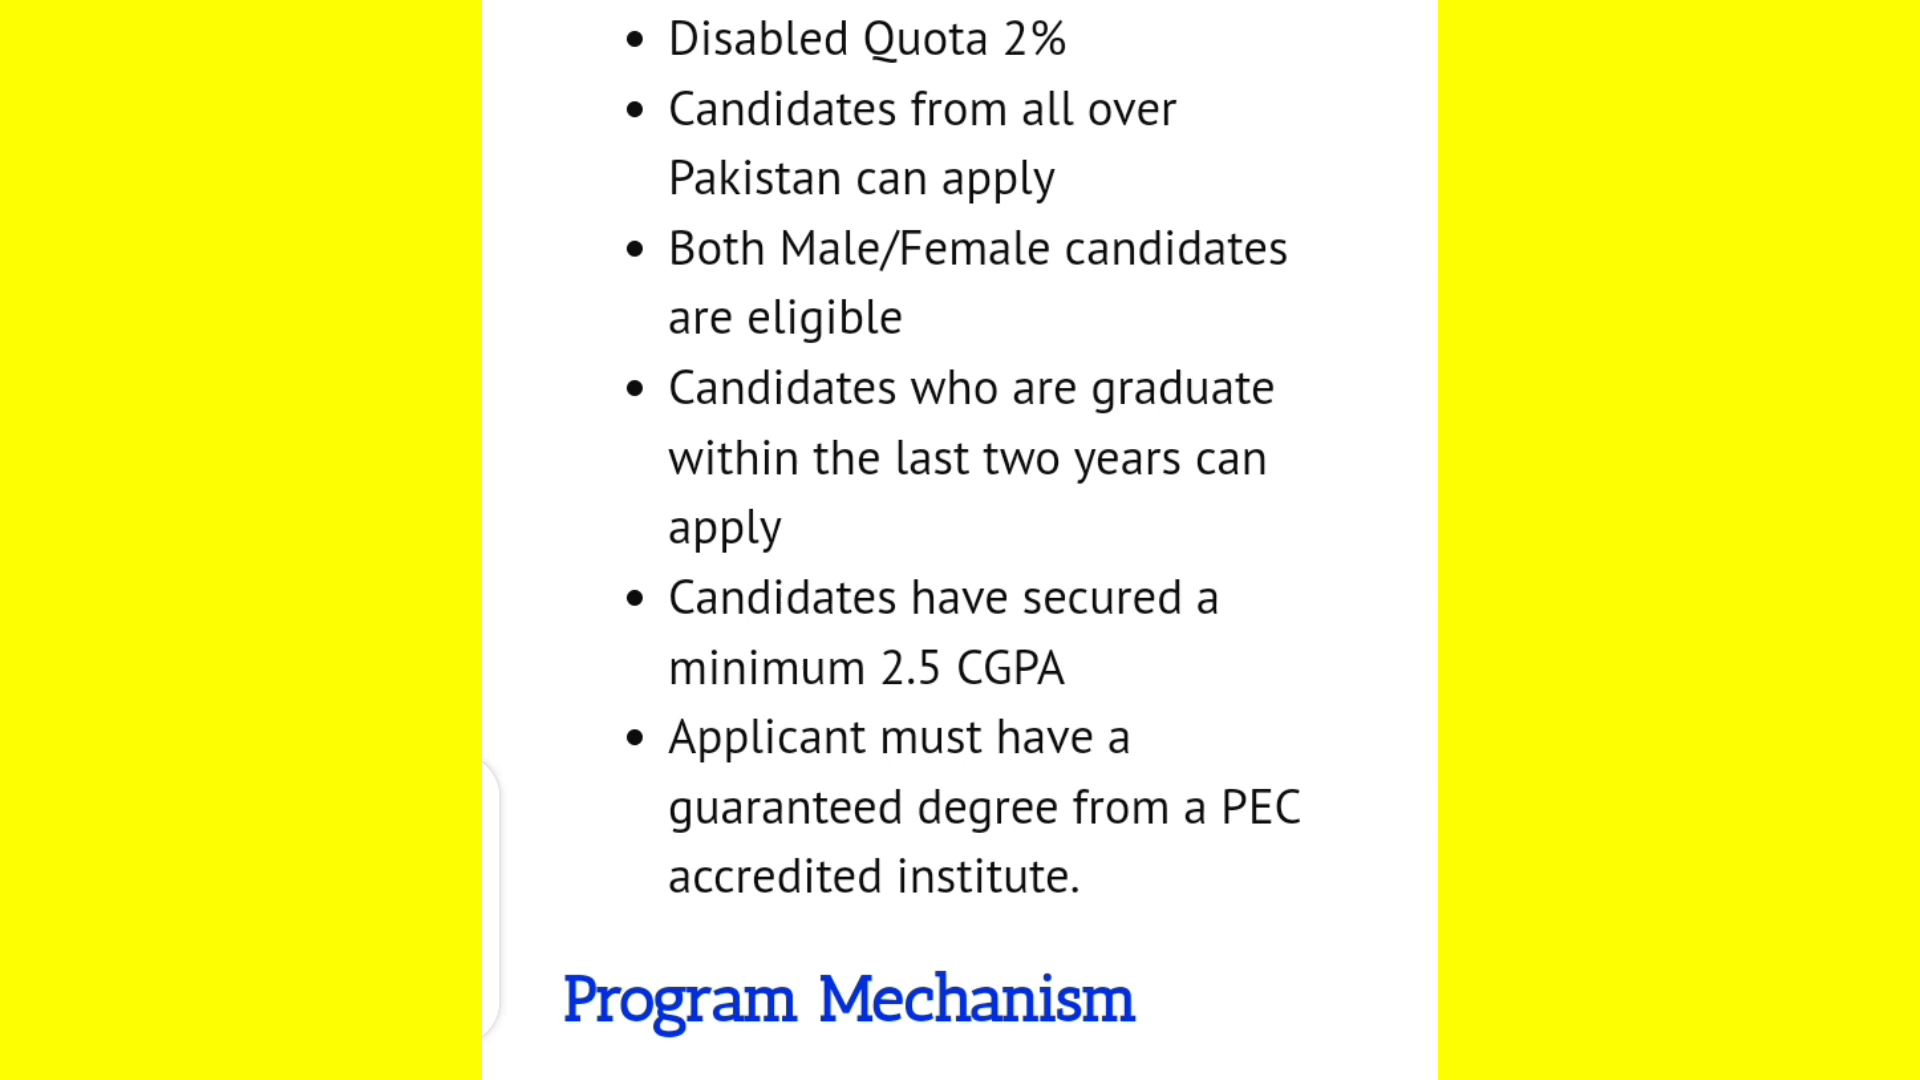 • Disabled Quota 2%
• Candidates from all over
Pakistan can apply
• Both Male/Female candidates
are eligible
• Candidates who are graduate
within the last two years can
apply
• Candidates have secured a
minimum 2.5 CGPA
• Applicant must have a
guaranteed degree from a PEC
accredited institute.
Program Mechanism